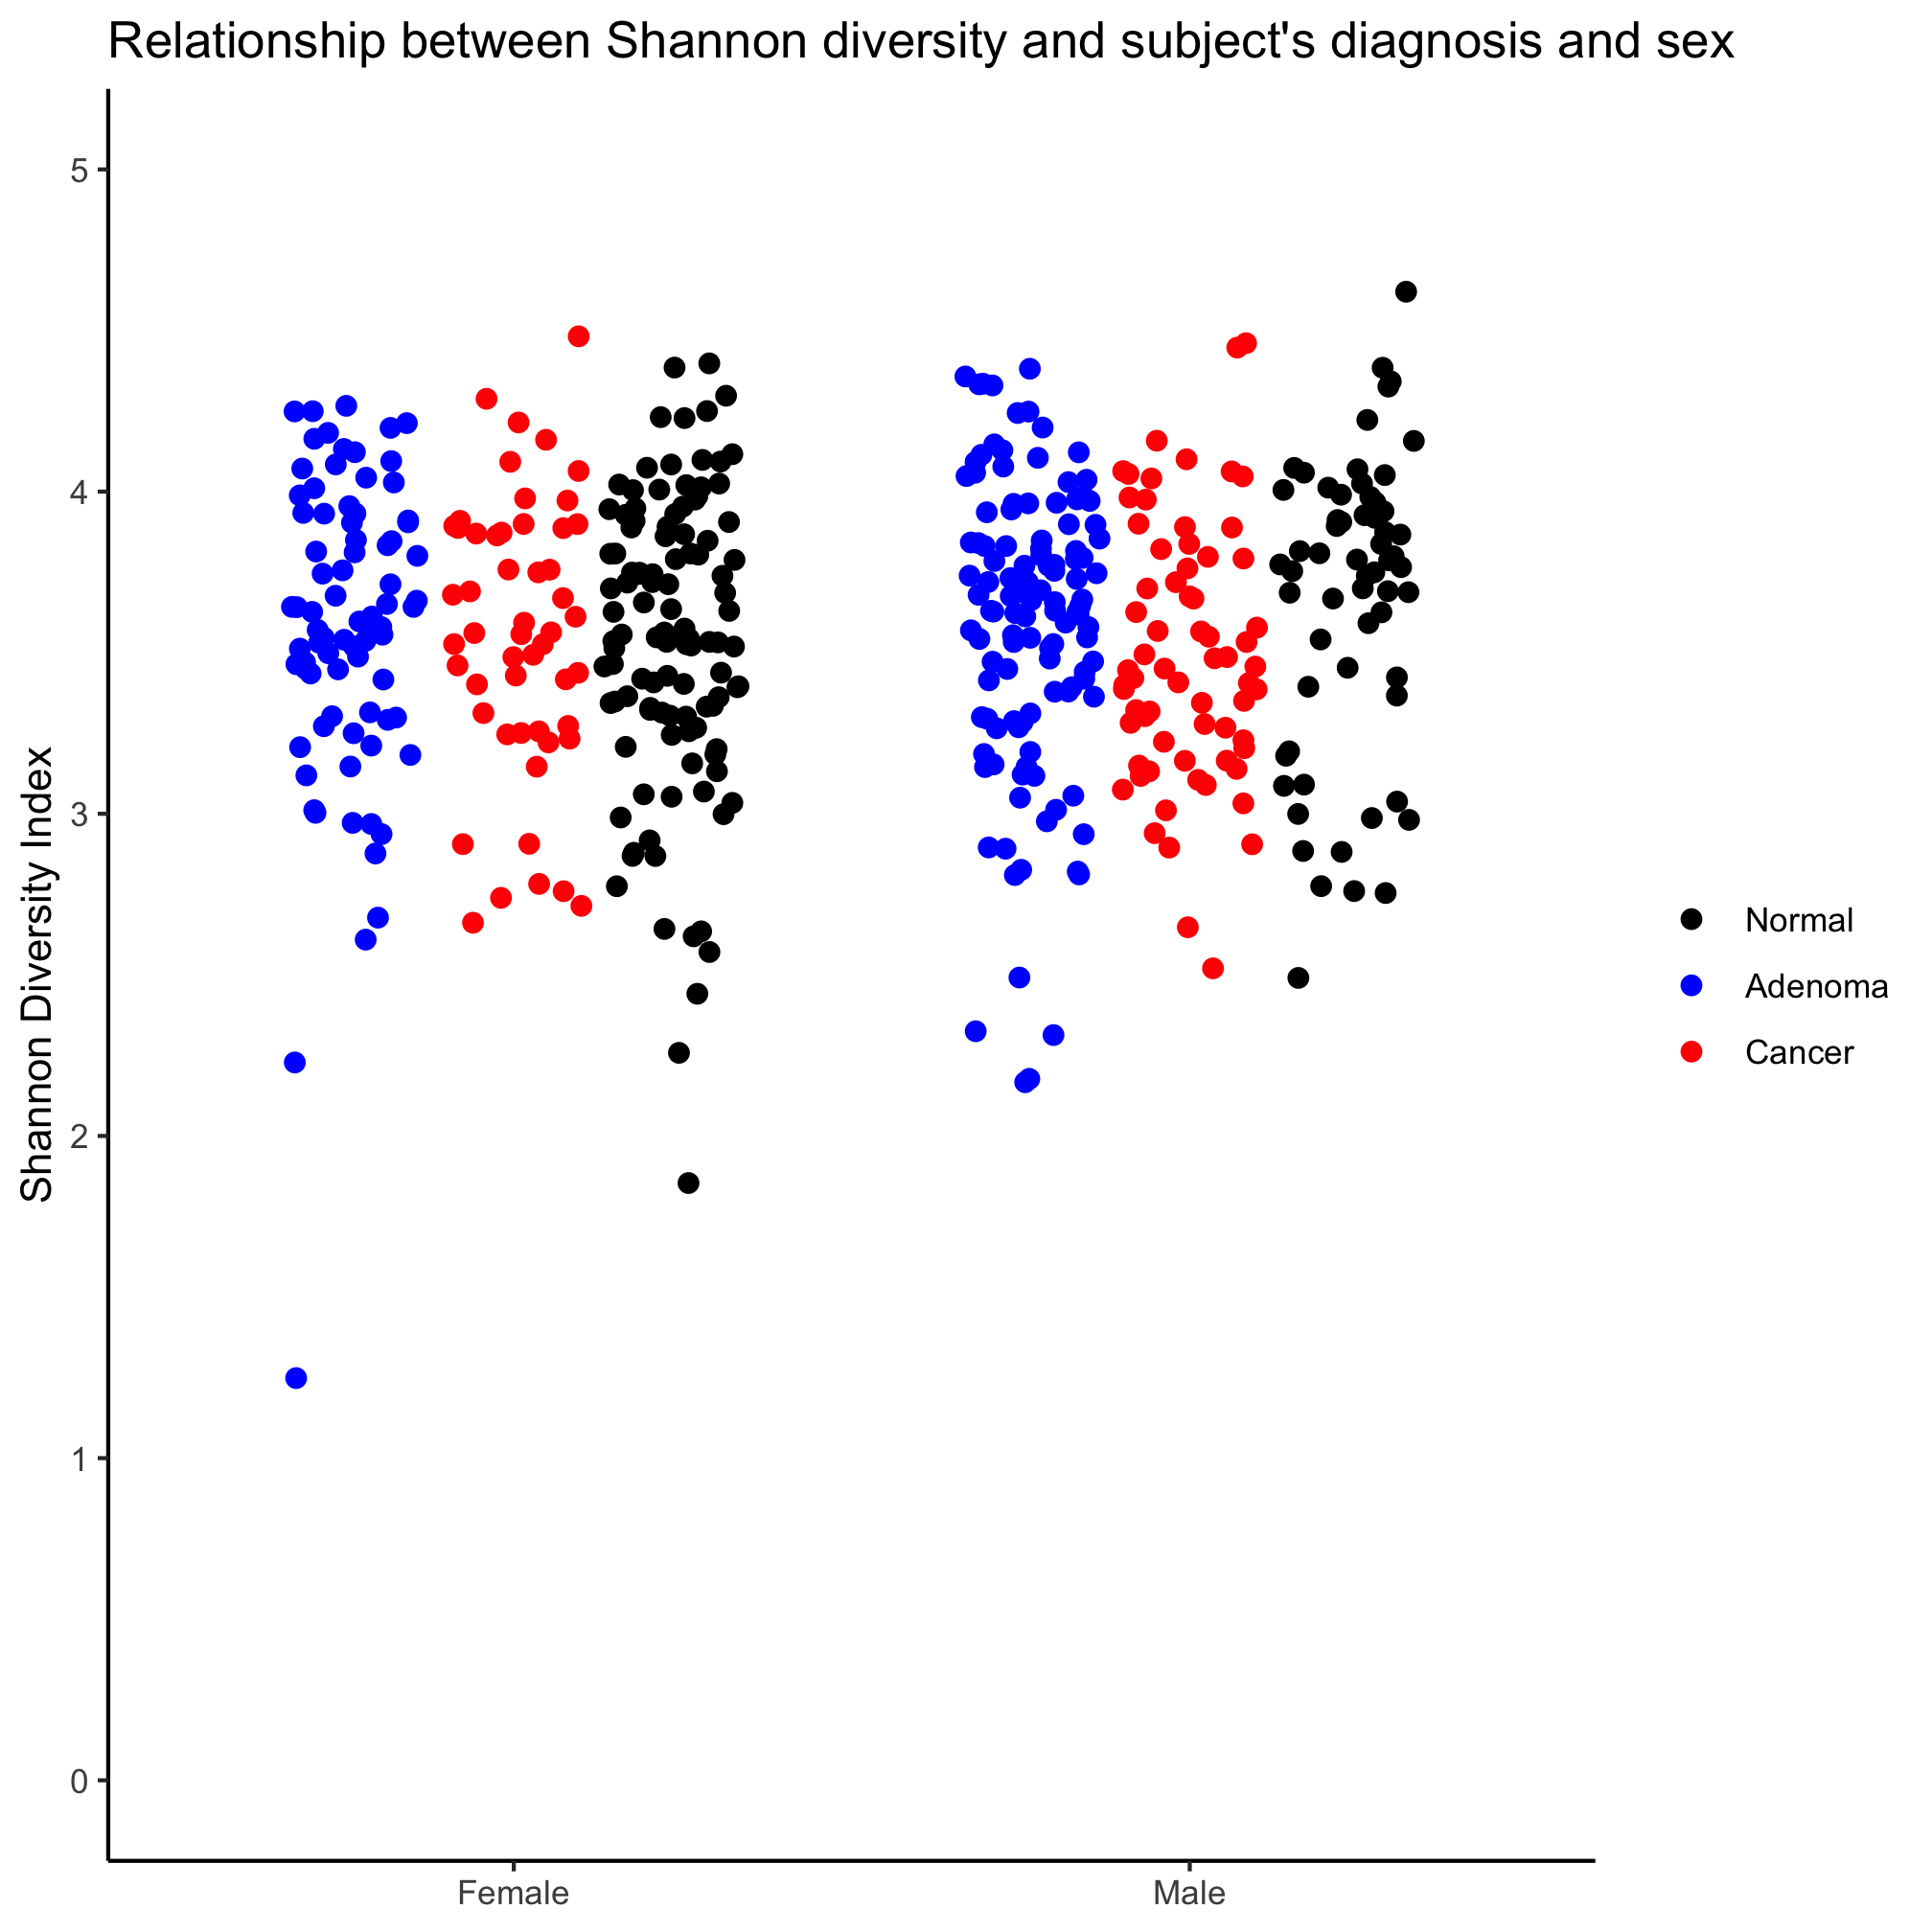 Relationship between Shannon diversity and subject's diagnosis and sex
Shannon Diversity Index
5
4
3
2
1
0
Female
Male
Normal
Adenoma
Cancer